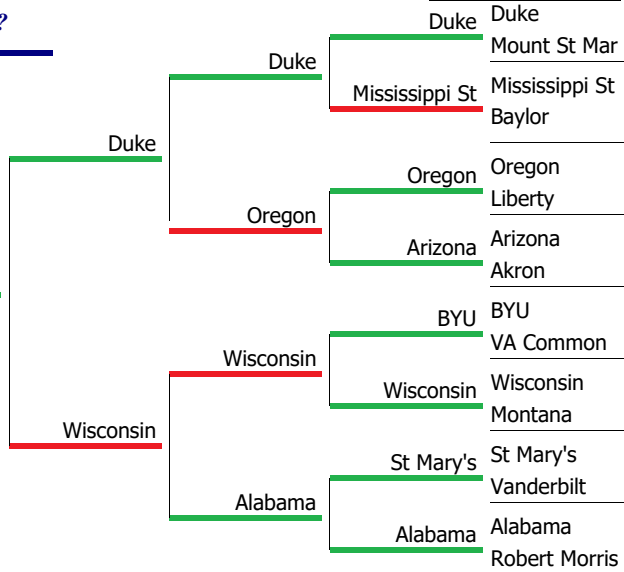 ?
Duke
Duke
Mount St Mar
Duke
Mississippi St
Mississippi St
Baylor
Duke
Oregon
Oregon
Liberty
Oregon
Arizona
Arizona
Akron
BYU
BYU
VA Common
Wisconsin
Wisconsin
Wisconsin
Montana
Wisconsin
St Mary's
St Mary's
Vanderbilt
Alabama
Alabama
Alabama
Robert Morris